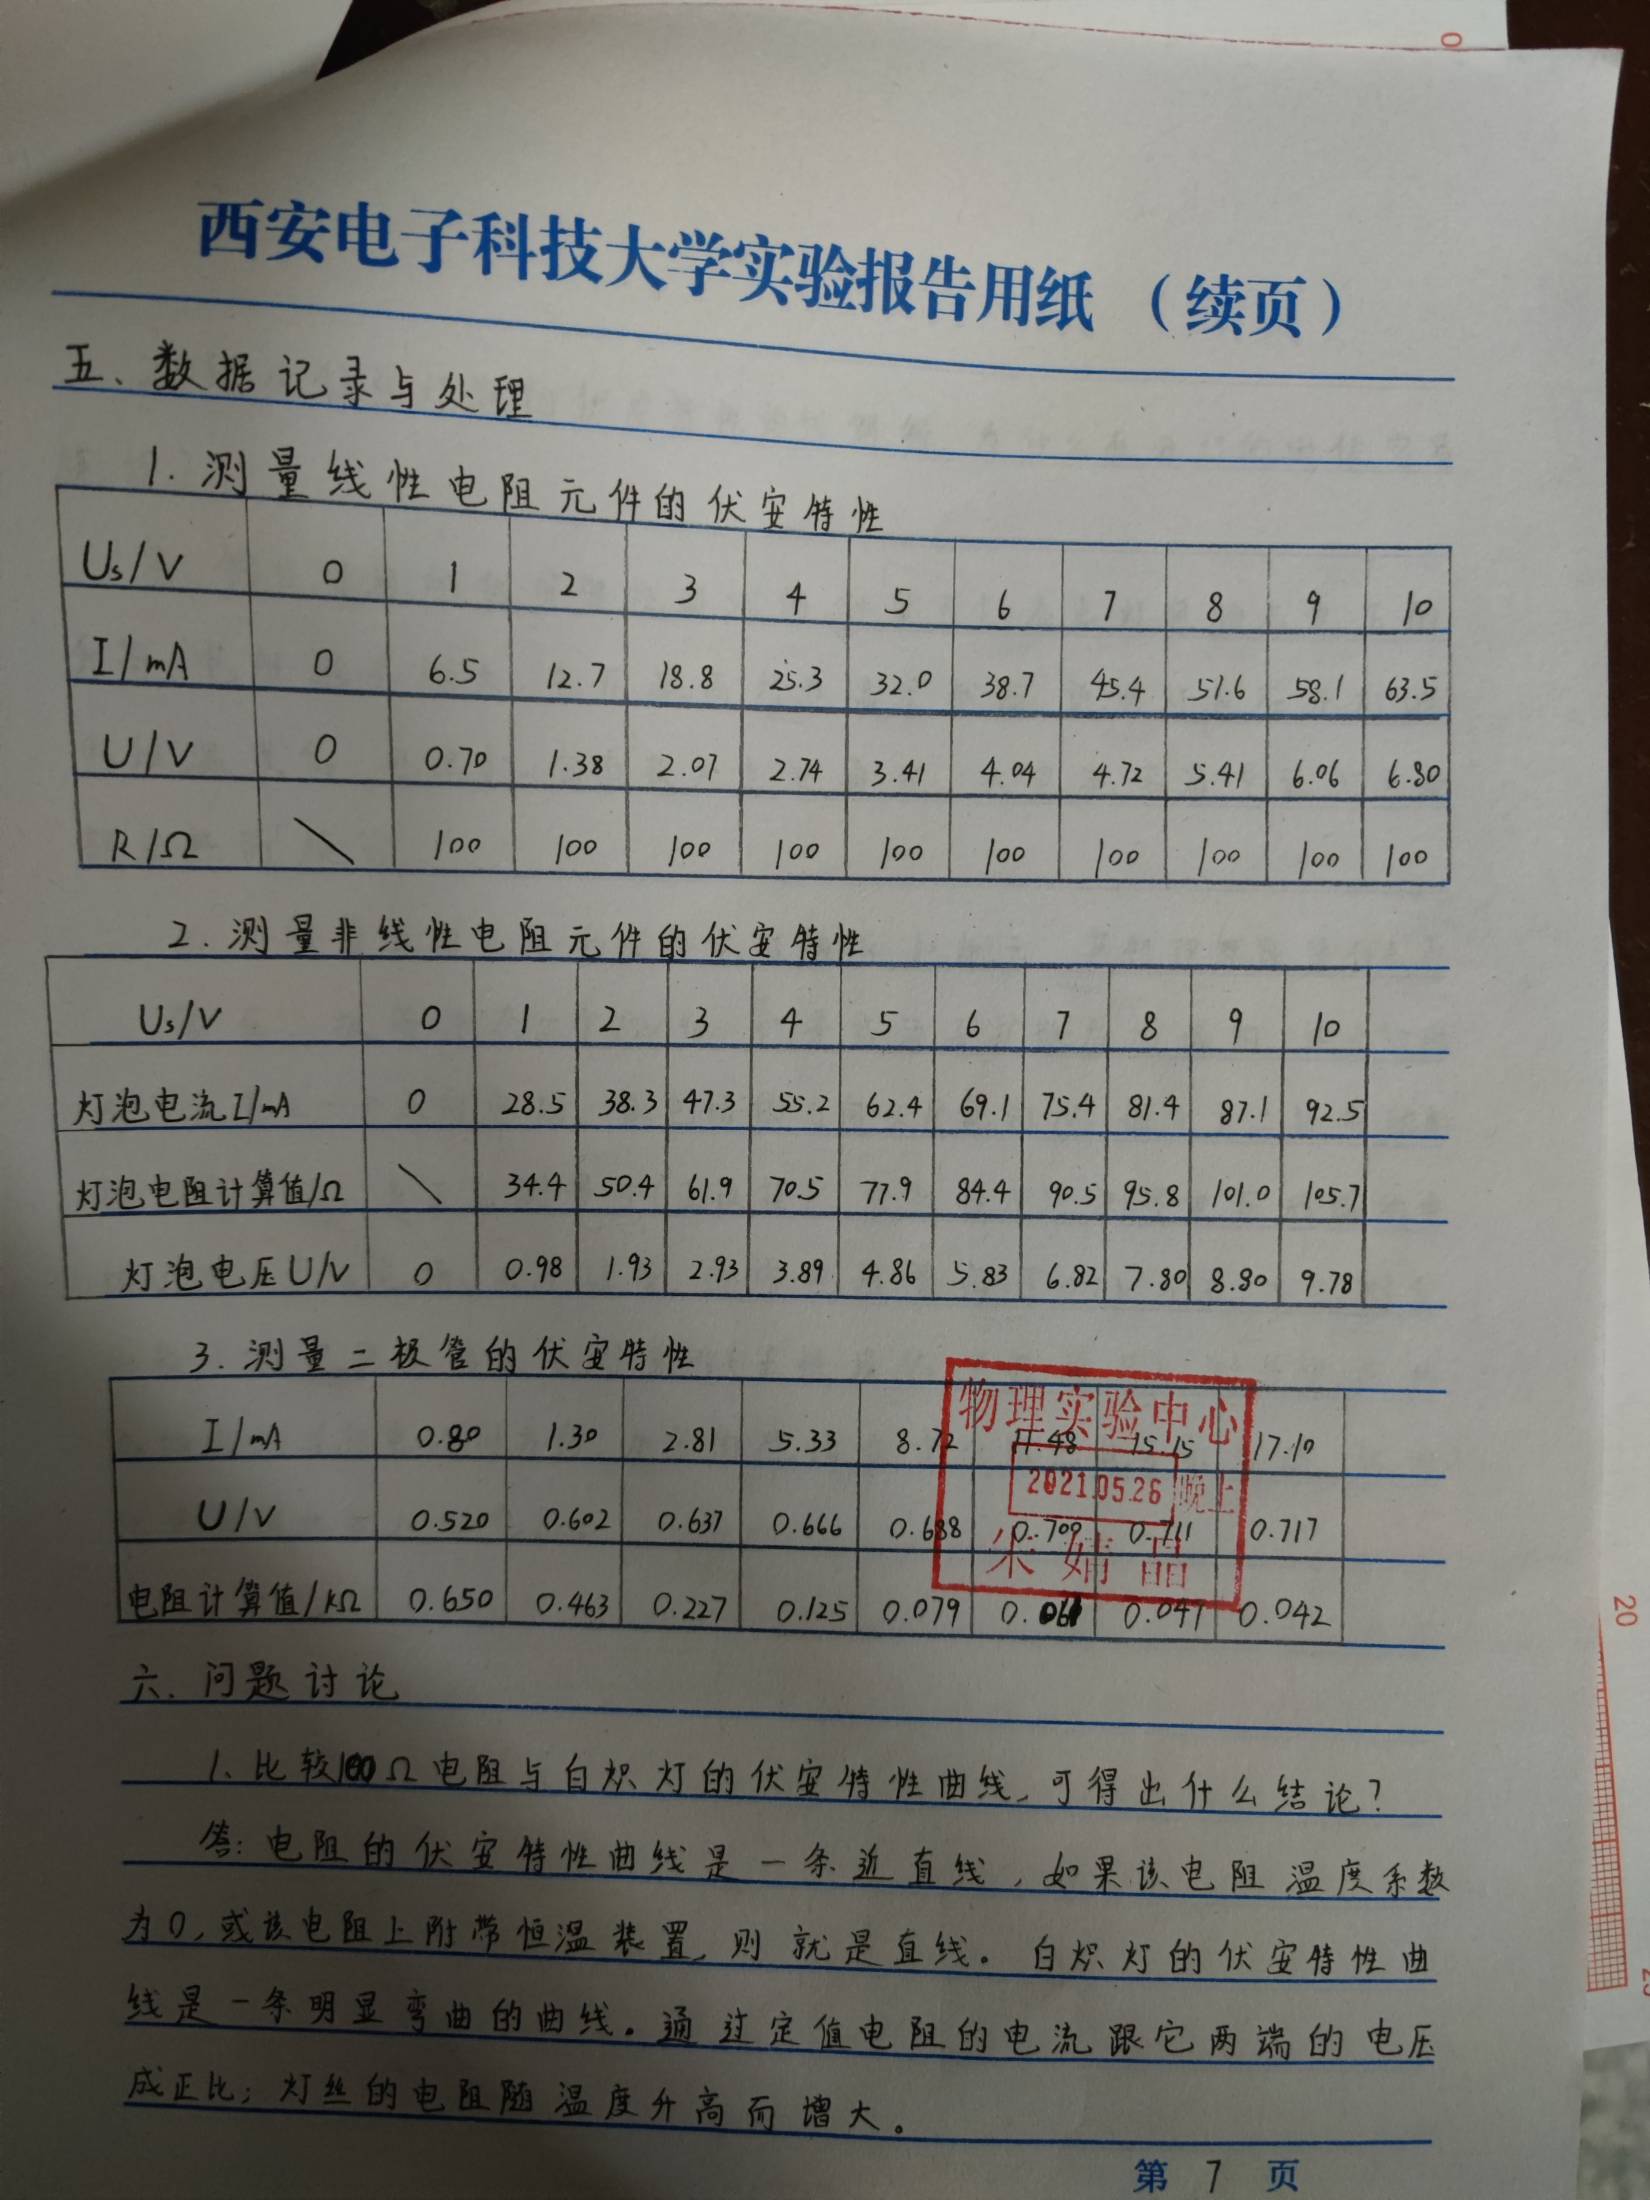 西安电子科技大学实验报告用纸（续页）
五、数据记录与处理
1. 测量线性电阻元件的伏安特性
Us/V 0 1 2 3 4 5 6 7 8 9 10
I/mA 0 6.5 12.7 18.8 25.3 32.0 38.7 45.4 51.6 58.1 63.5
U/V 0 0.70 1.38 2.07 2.74 3.41 4.04 4.72 5.41 6.06 6.80
R/Ω \ 100 100 100 100 100 100 100 100 100 100
2. 测量非线性电阻元件的伏安特性
Us/V 0 1 2 3 4 5 6 7 8 9 10
灯泡电流I/mA 0 28.5 38.3 47.3 55.2 62.4 69.1 75.4 81.4 87.1 92.5
灯泡电阻计算值/Ω \ 34.4 50.4 61.9 70.5 77.9 84.4 90.5 95.8 101.0 105.7
灯泡电压U/V 0 0.98 1.93 2.93 3.89 4.86 5.83 6.82 7.80 8.80 9.78
3. 测量二极管的伏安特性
物理实验中心
I/mA 0.80 1.30 2.81 5.33 8.72 11.48 15.15 17.10
2021.05.26 晚上
U/V 0.520 0.602 0.637 0.666 0.688 0.709 0.711 0.717
朱婧晶
电阻计算值/kΩ 0.650 0.463 0.227 0.125 0.079 0.061 0.047 0.042
六、问题讨论
1、比较100Ω电阻与白炽灯的伏安特性曲线，可得出什么结论？
答：电阻的伏安特性曲线是一条近直线，如果该电阻温度系数
为0，或该电阻上附带恒温装置，则就是直线。白炽灯的伏安特性曲
线是一条明显弯曲的曲线。通过定值电阻的电流跟它两端的电压
成正比；灯丝的电阻随温度升高而增大。
第 7 页
0
20